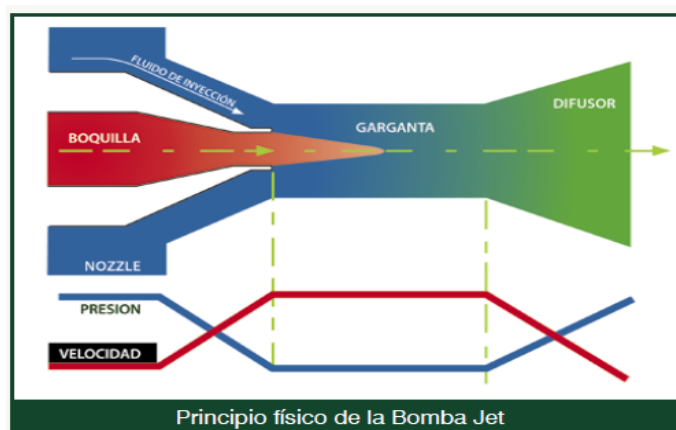 FLUIDO DE INYECCIÓN
DIFUSOR
GARGANTA
BOQUILLA
NOZZLE
PRESION
VELOCIDAD
Principio físico de la Bomba Jet